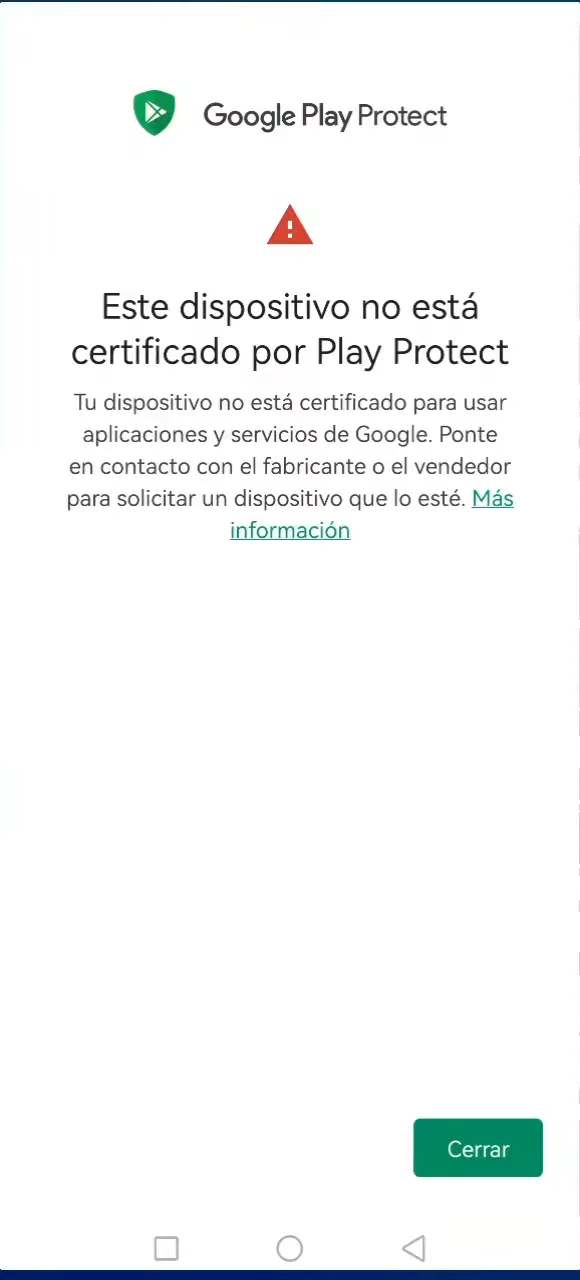 Google Play Protect
Este dispositivo no está
certificado por Play Protect
Tu dispositivo no está certificado para usar
aplicaciones y servicios de Google. Ponte
en contacto con el fabricante o el vendedor
para solicitar un dispositivo que lo esté. Más
información
Cerrar